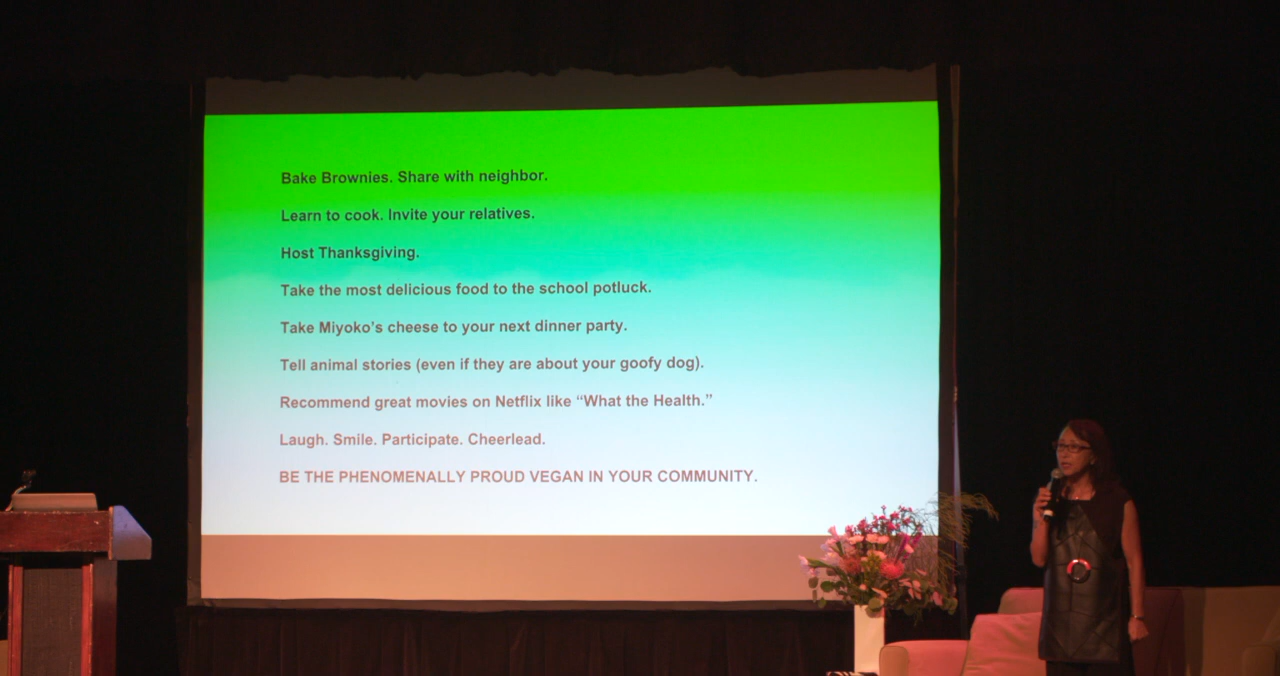 Bake Brownies. Share with neighbor.
Learn to cook. Invite your relatives.
Host Thanksgiving.
Take the most delicious food to the school potluck.
Take Miyoko’s cheese to your next dinner party.
Tell animal stories (even if they are about your goofy dog).
Recommend great movies on Netflix like “What the Health.”
Laugh. Smile. Participate. Cheerlead.
BE THE PHENOMENALLY PROUD VEGAN IN YOUR COMMUNITY.